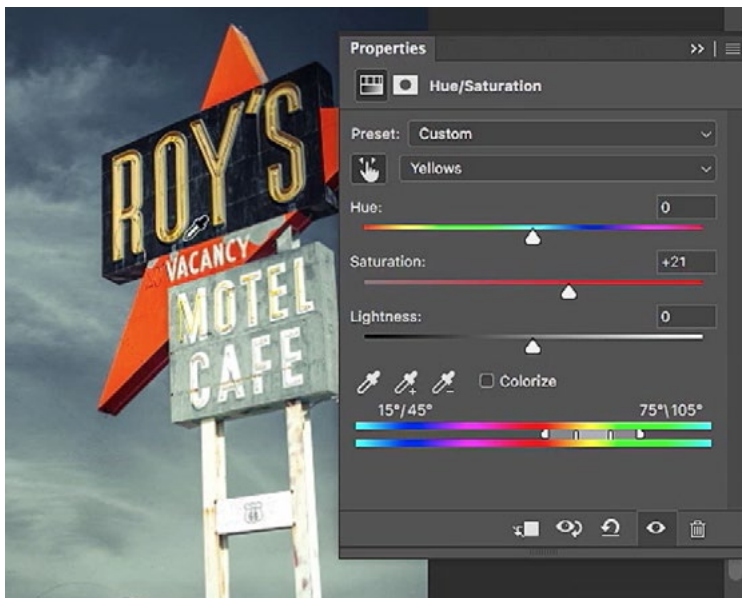 ROY'S
VACANCY
MOTEL
CAFE
66
Properties
Hue/Saturation
Preset: Custom
Yellows
Hue: 0
Saturation: +21
Lightness: 0
Colorize
15°/45° 75°\105°